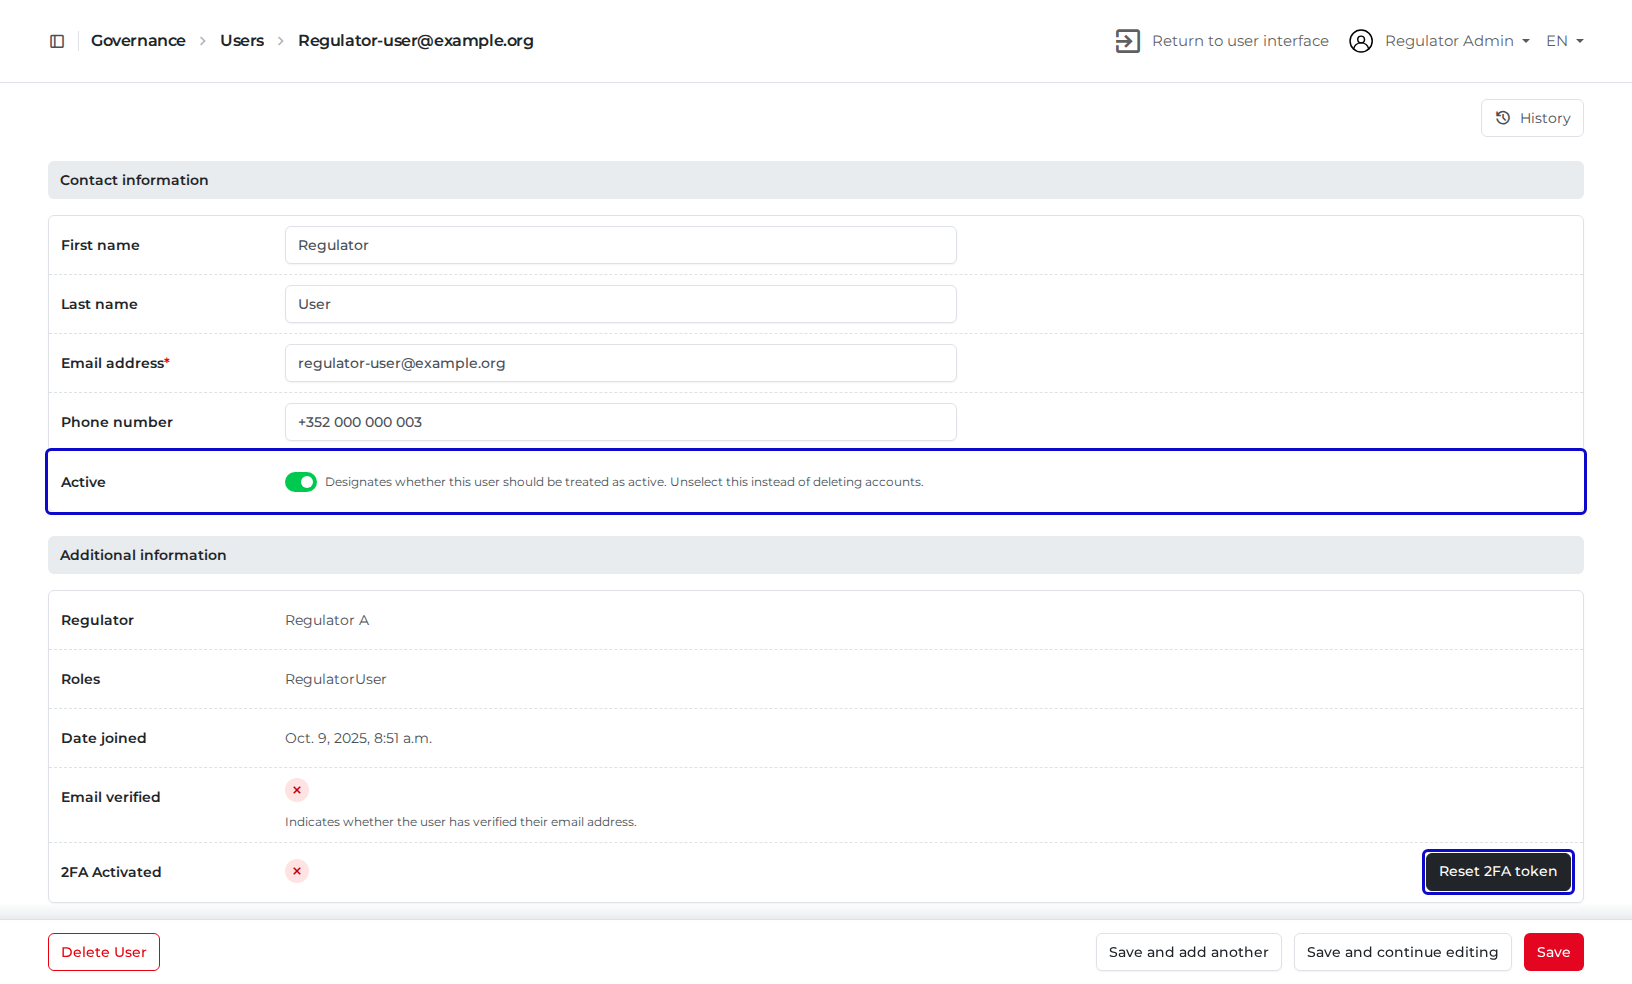 Governance > Users > Regulator-user@example.org
Return to user interface
Regulator Admin
EN
History
Contact information
First name
Regulator
Last name
User
Email address*
regulator-user@example.org
Phone number
+352 000 000 003
Active
Designates whether this user should be treated as active. Unselect this instead of deleting accounts.
Additional information
Regulator
Regulator A
Roles
RegulatorUser
Date joined
Oct. 9, 2025, 8:51 a.m.
Email verified
Indicates whether the user has verified their email address.
2FA Activated
Reset 2FA token
Delete User
Save and add another
Save and continue editing
Save